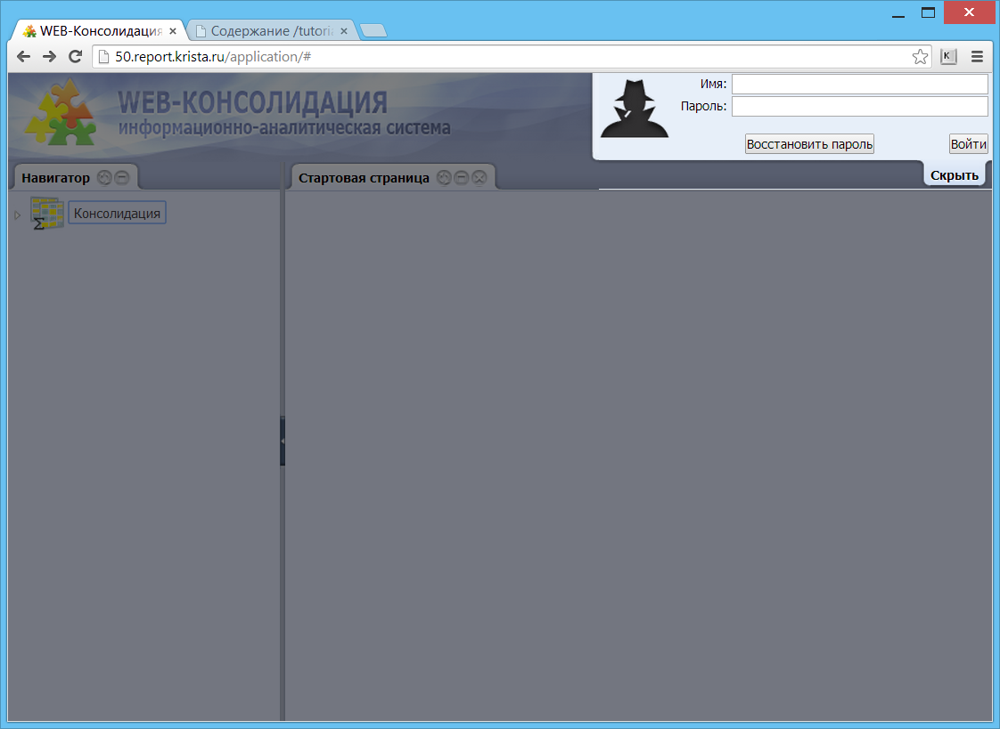 WEB-Консолидация
Содержание /tutori
50.report.krista.ru/application/#
K
WEB-КОНСОЛИДАЦИЯ
информационно-аналитическая система
Имя:
Пароль:
Восстановить пароль
Войти
Скрыть
Навигатор
Стартовая страница
Консолидация